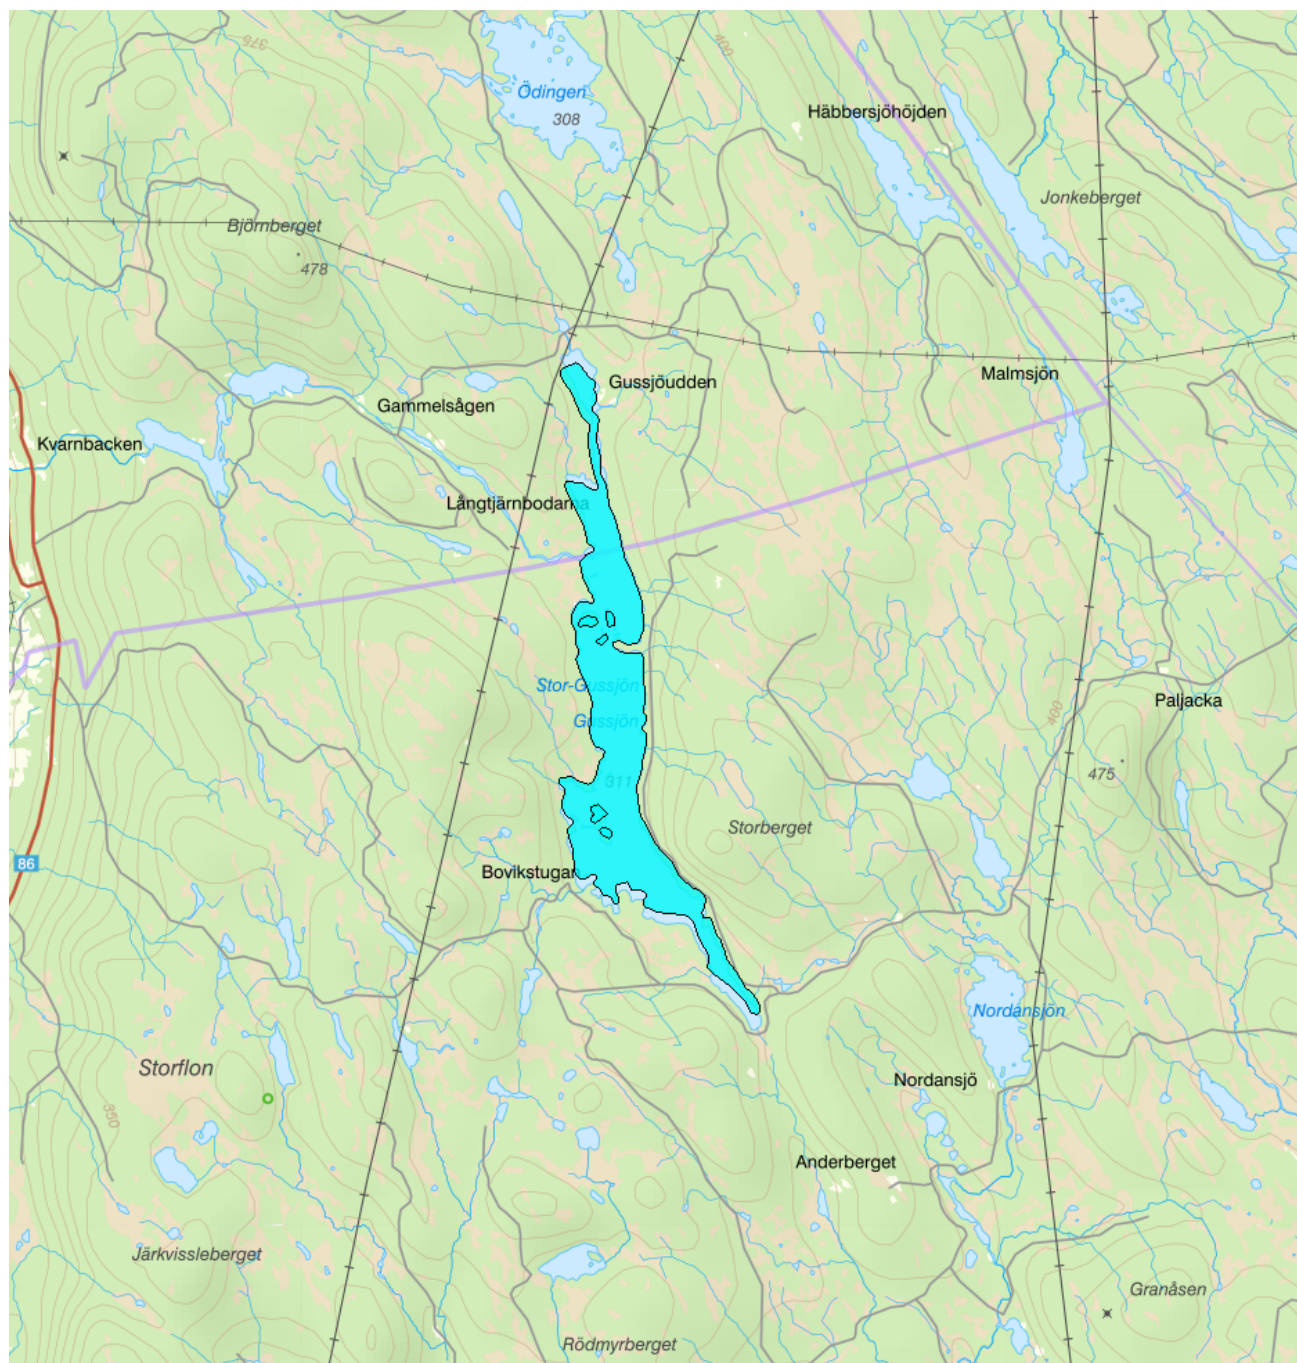 375
400
Ödingen
308
Häbbersjöhöjden
Jonkeberget
Björnberget
478
Malmsjön
Gussjöudden
Gammelsågen
Kvarnbacken
Långtjärnbodarna
Stor-Gussjön
Gussjön
Paljacka
400
475
311
Storberget
86
Bovikstugan
Nordansjön
Storflon
Nordansjö
350
Anderberget
Järkvissleberget
Granåsen
Rödmyrberget